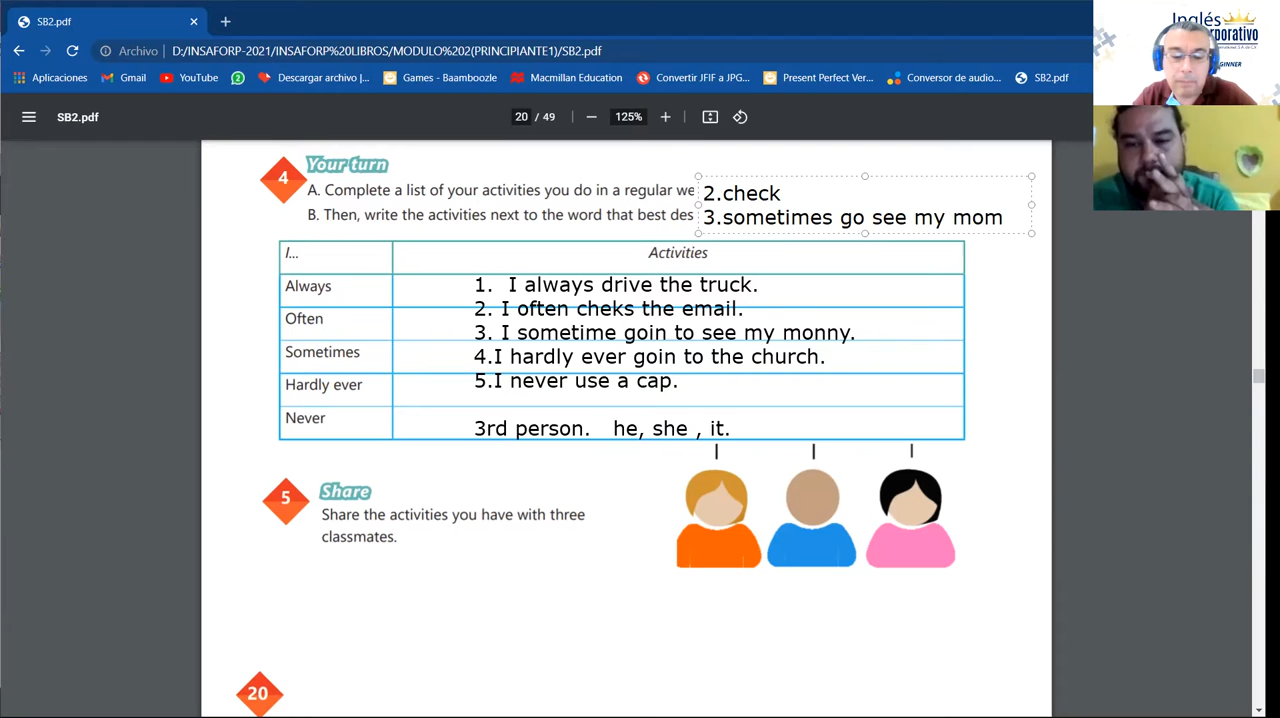 SB2.pdf
Archivo D:/INSAFORP-2021/INSAFORP%20LIBROS/MODULO%202(PRINCIPIANTE1)/SB2.pdf
Aplicaciones Gmail YouTube Descargar archivo |... Games - Baamboozle Macmillan Education Convertir JFIF a JPG... Present Perfect Ver... Conversor de audio... SB2.pdf
Inglés
SB2.pdf 20 / 49 125%
4 Your turn
A. Complete a list of your activities you do in a regular we
B. Then, write the activities next to the word that best des
2.check
3.sometimes go see my mom
I... Activities
Always 1. I always drive the truck.
Often 2. I often cheks the email.
3. I sometime goin to see my monny.
Sometimes 4.I hardly ever goin to the church.
Hardly ever 5.I never use a cap.
Never 3rd person. he, she , it.
5 Share
Share the activities you have with three
classmates.
20